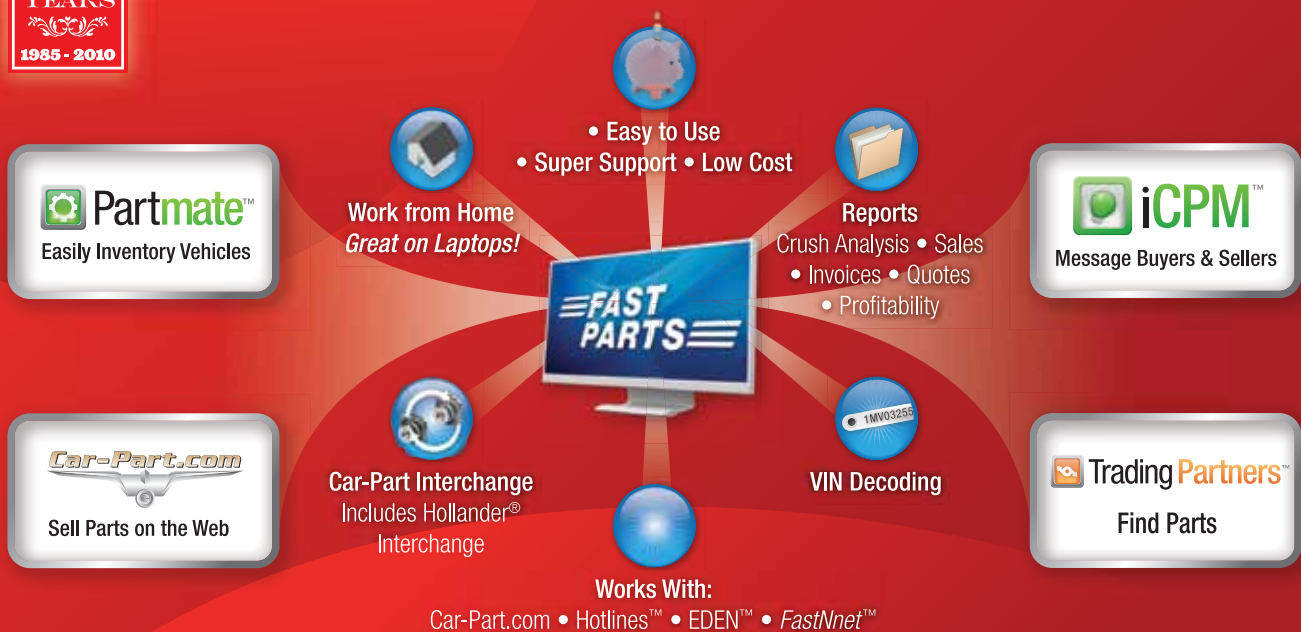 YEARS
1985 - 2010
• Easy to Use
• Super Support • Low Cost
Work from Home
Great on Laptops!
Reports
Crush Analysis • Sales
• Invoices • Quotes
• Profitability
Partmate™
Easily Inventory Vehicles
iCPM™
Message Buyers & Sellers
FAST
PARTS
Car-Part.com
Sell Parts on the Web
Car-Part Interchange
Includes Hollander®
Interchange
1MV03255
VIN Decoding
Trading Partners™
Find Parts
Works With:
Car-Part.com • Hotlines™ • EDEN™ • FastNnet™